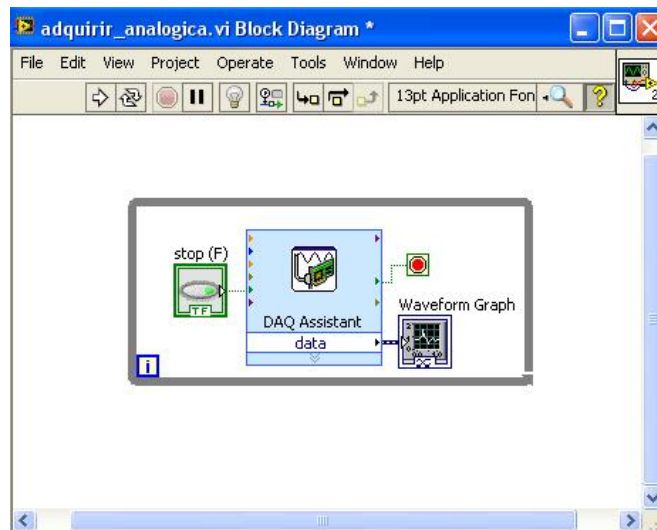 adquirir_analogica.vi Block Diagram *
File Edit View Project Operate Tools Window Help
13pt Application Fon
2
stop (F)
TF
DAQ Assistant
data
Waveform Graph
i